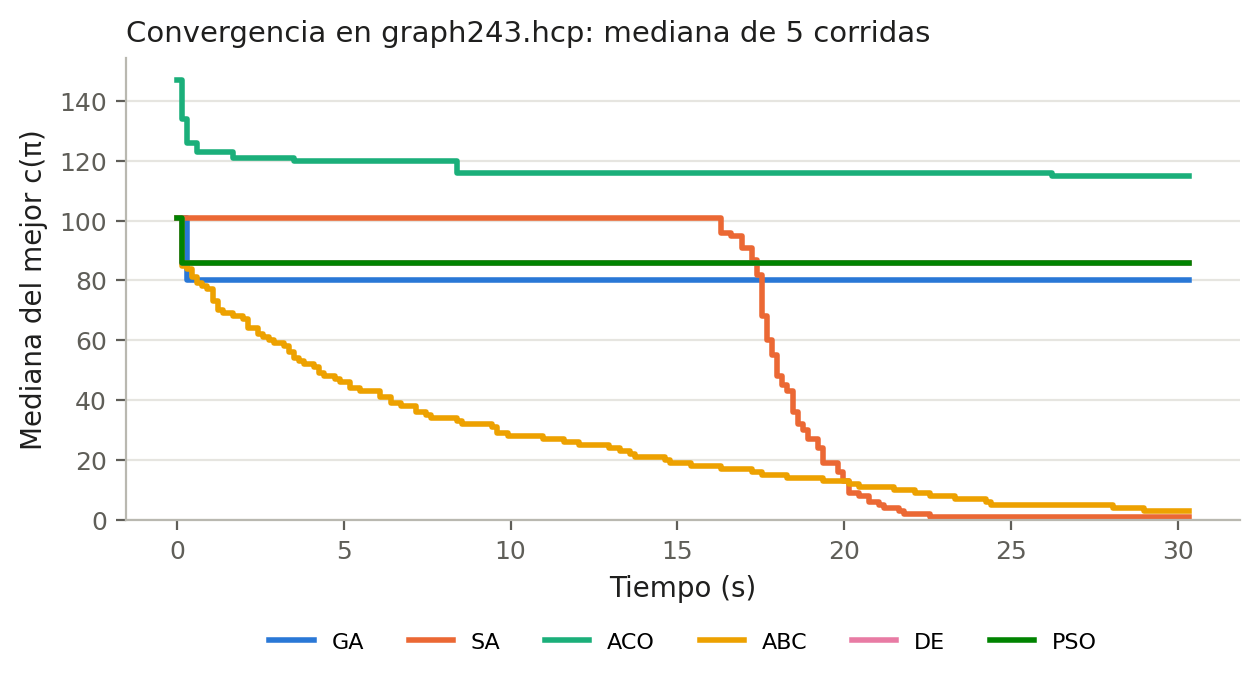 Convergencia en graph243.hcp: mediana de 5 corridas
Mediana del mejor c(π)
140
120
100
80
60
40
20
0
0 5 10 15 20 25 30
Tiempo (s)
GA SA ACO ABC DE PSO